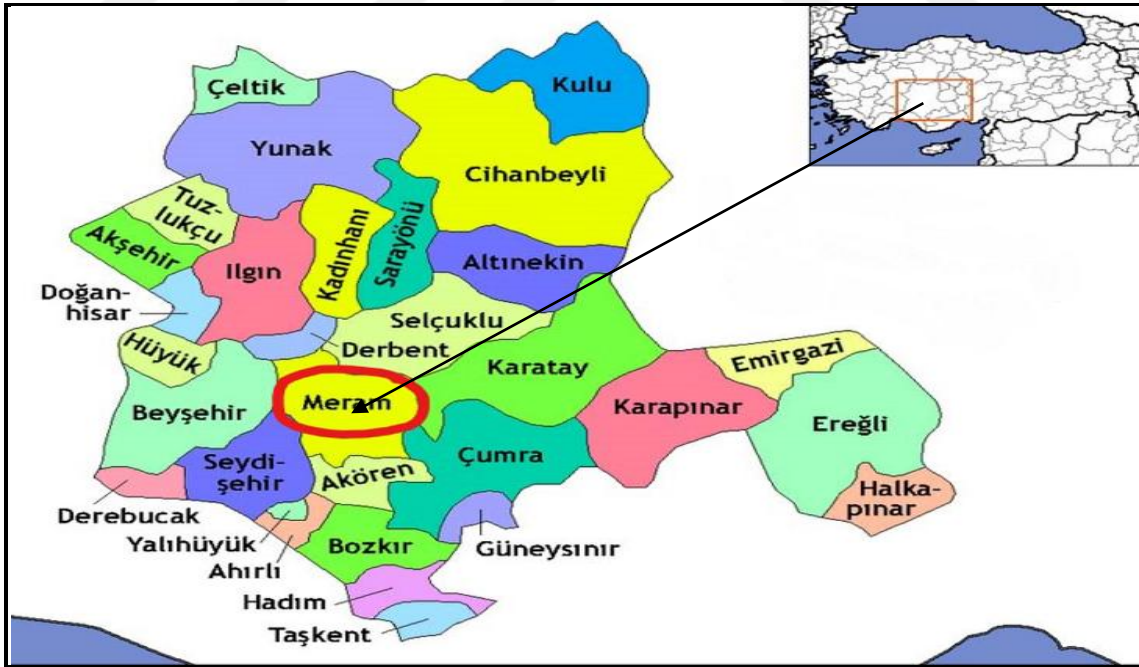 Çeltik
Kulu
Yunak
Cihanbeyli
Tuz-
lukçu
Akşehir
Ilgın
Kadınhanı
Sarayönü
Altınekin
Doğan-
hisar
Selçuklu
Hüyük
Derbent
Emirgazi
Karatay
Meram
Beyşehir
Karapınar
Ereğli
Seydi-
şehir
Akören
Çumra
Halka-
pınar
Derebucak
Yalıhüyük
Ahırlı
Bozkır
Güneysınır
Hadım
Taşkent